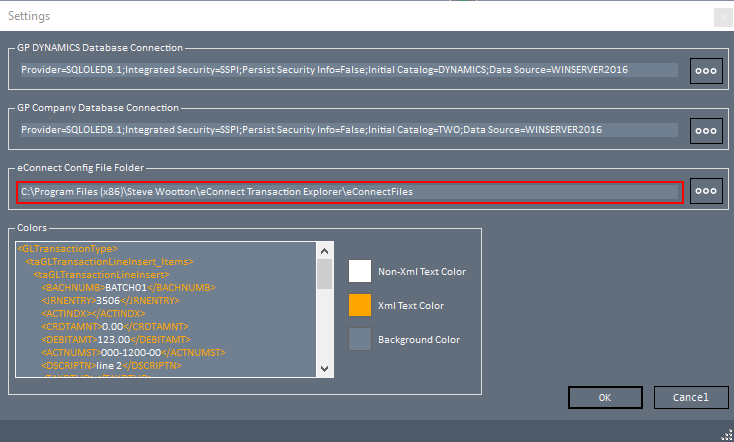 Settings
GP DYNAMICS Database Connection
Provider=SQLOLEDB.1;Integrated Security=SSPI;Persist Security Info=False;Initial Catalog=DYNAMICS;Data Source=WINSERVER2016
GP Company Database Connection
Provider=SQLOLEDB.1;Integrated Security=SSPI;Persist Security Info=False;Initial Catalog=TWO;Data Source=WINSERVER2016
eConnect Config File Folder
C:\Program Files (x86)\Steve Wootton\eConnect Transaction Explorer\eConnectFiles
Colors
<GLTransactionType>
<taGLTransactionLineInsert_Items>
<taGLTransactionLineInsert>
<BACHNUMB>BATCH01</BACHNUMB>
<JRNENTRY>3506</JRNENTRY>
<ACTINDX></ACTINDX>
<CRDTAMNT>0.00</CRDTAMNT>
<DEBITAMT>123.00</DEBITAMT>
<ACTNUMST>000-1200-00</ACTNUMST>
<DSCRIPTN>line 2</DSCRIPTN>
Non-Xml Text Color
Xml Text Color
Background Color
OK
Cancel